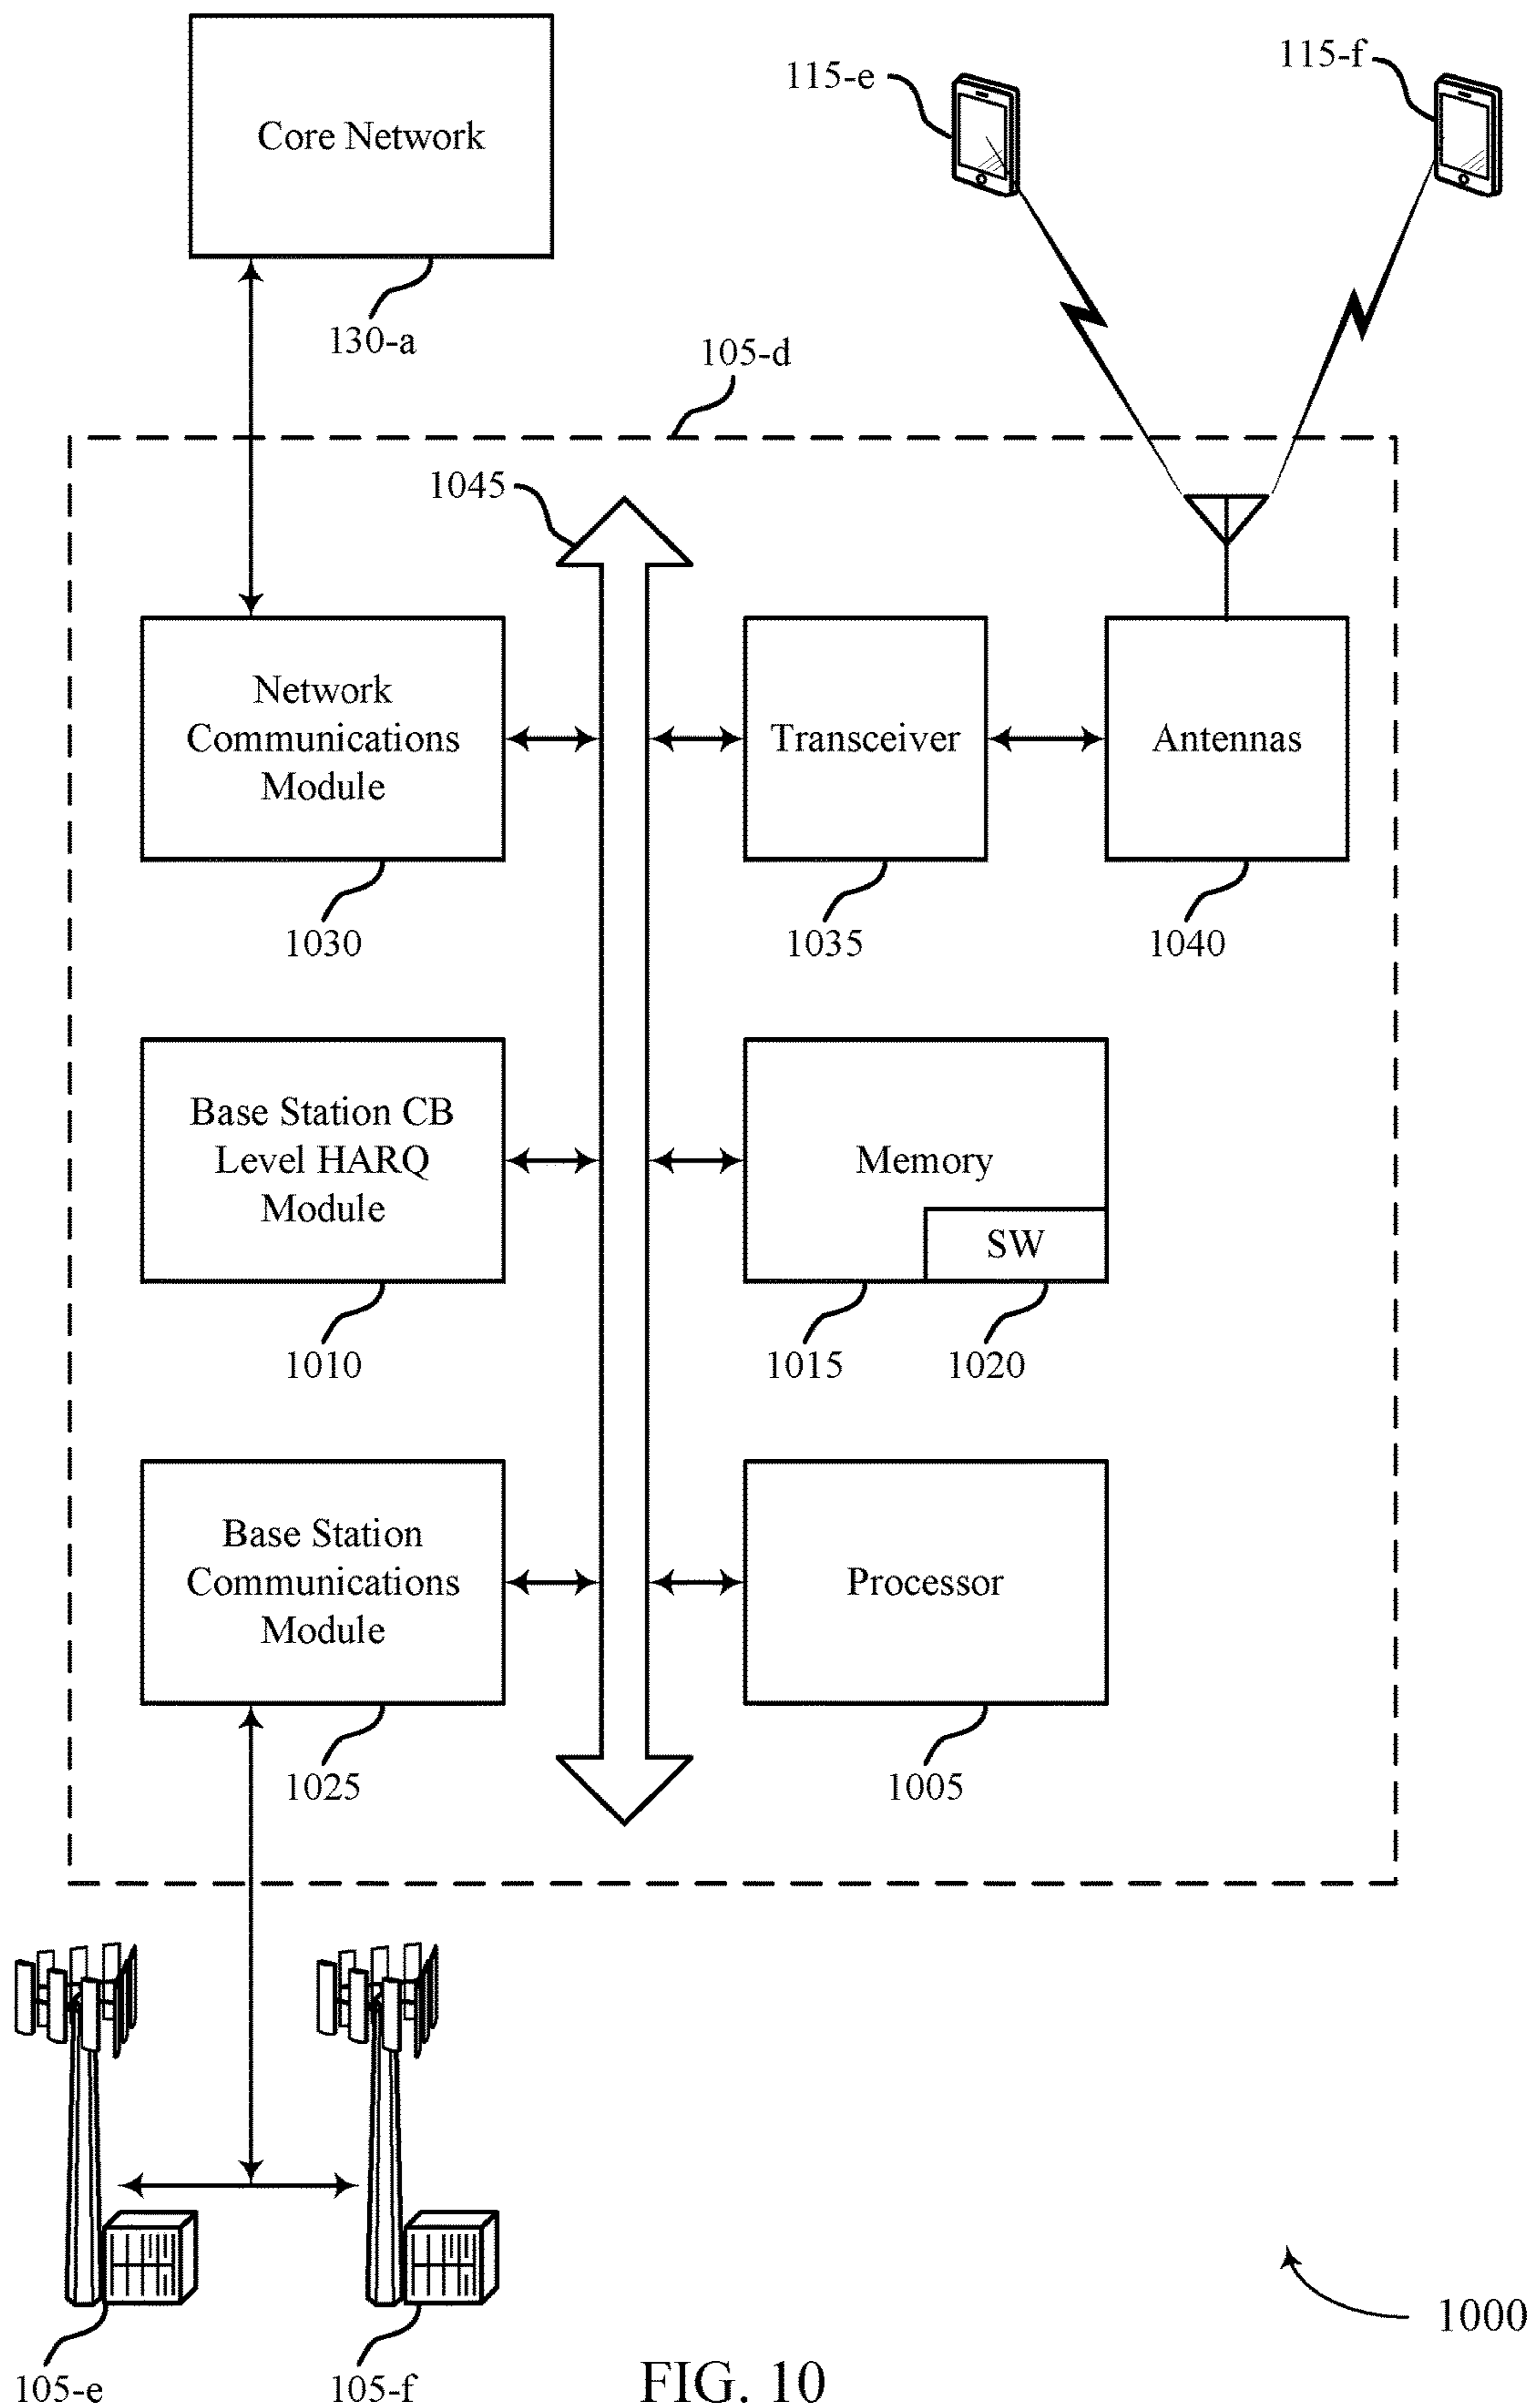 Core Network
130-a
115-e
115-f
105-d
1045
Network
Communications
Module
1030
Transceiver
1035
Antennas
1040
Base Station CB
Level HARQ
Module
1010
Memory
SW
1015
1020
Base Station
Communications
Module
1025
Processor
1005
105-e
105-f
1000
FIG. 10